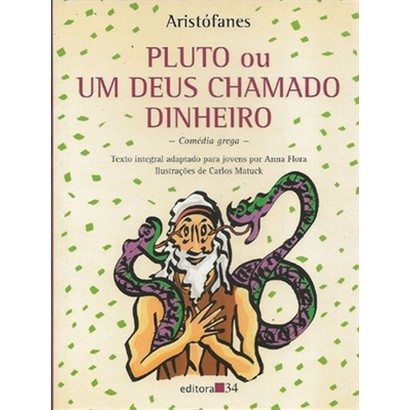 Aristófanes
PLUTO ou
UM DEUS CHAMADO
DINHEIRO
– Comédia grega –
Texto integral adaptado para jovens por Anna Flora
Ilustrações de Carlos Matuck
editora 34